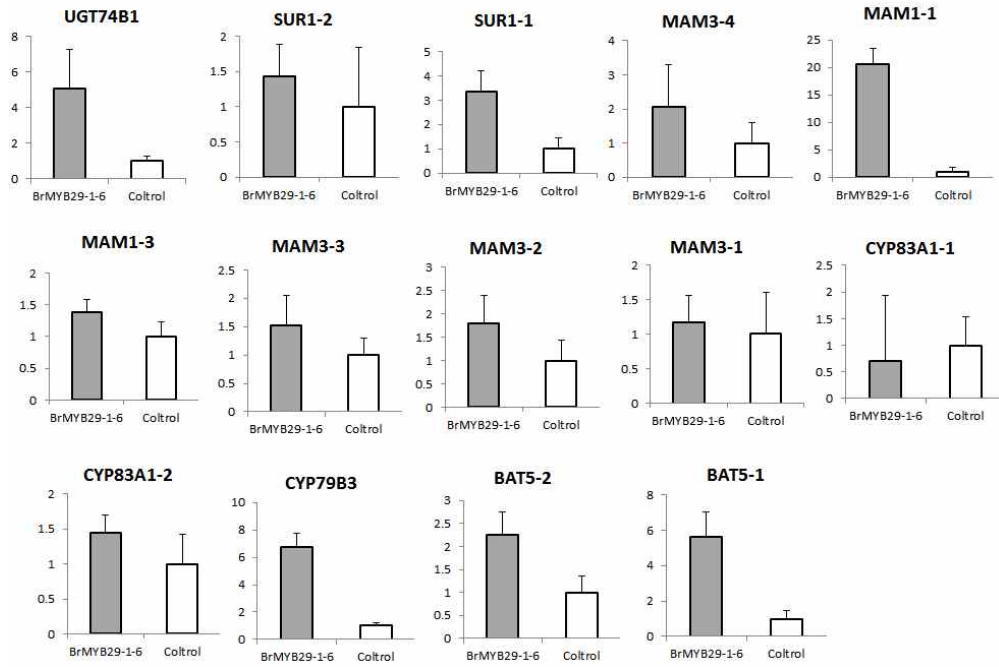 UGT74B1 SUR1-2 SUR1-1 MAM3-4 MAM1-1
8 6 4 2 0
2 1.5 1 0.5 0
5 4 3 2 1 0
4 3 2 1 0
25 20 15 10 5 0
BrMYB29-1-6 Coltrol BrMYB29-1-6 Coltrol BrMYB29-1-6 Coltrol BrMYB29-1-6 Coltrol BrMYB29-1-6 Coltrol
MAM1-3 MAM3-3 MAM3-2 MAM3-1 CYP83A1-1
2 1.5 1 0.5 0
2.5 2 1.5 1 0.5 0
3 2.5 2 1.5 1 0.5 0
2 1.5 1 0.5 0
2.5 2 1.5 1 0.5 0
BrMYB29-1-6 Coltrol BrMYB29-1-6 Coltrol BrMYB29-1-6 Coltrol BrMYB29-1-6 Coltrol BrMYB29-1-6 Coltrol
CYP83A1-2 CYP79B3 BAT5-2 BAT5-1
2 1.5 1 0.5 0
10 8 6 4 2 0
3 2.5 2 1.5 1 0.5 0
8 6 4 2 0
BrMYB29-1-6 Coltrol BrMYB29-1-6 Coltrol BrMYB29-1-6 Coltrol BrMYB29-1-6 Coltrol